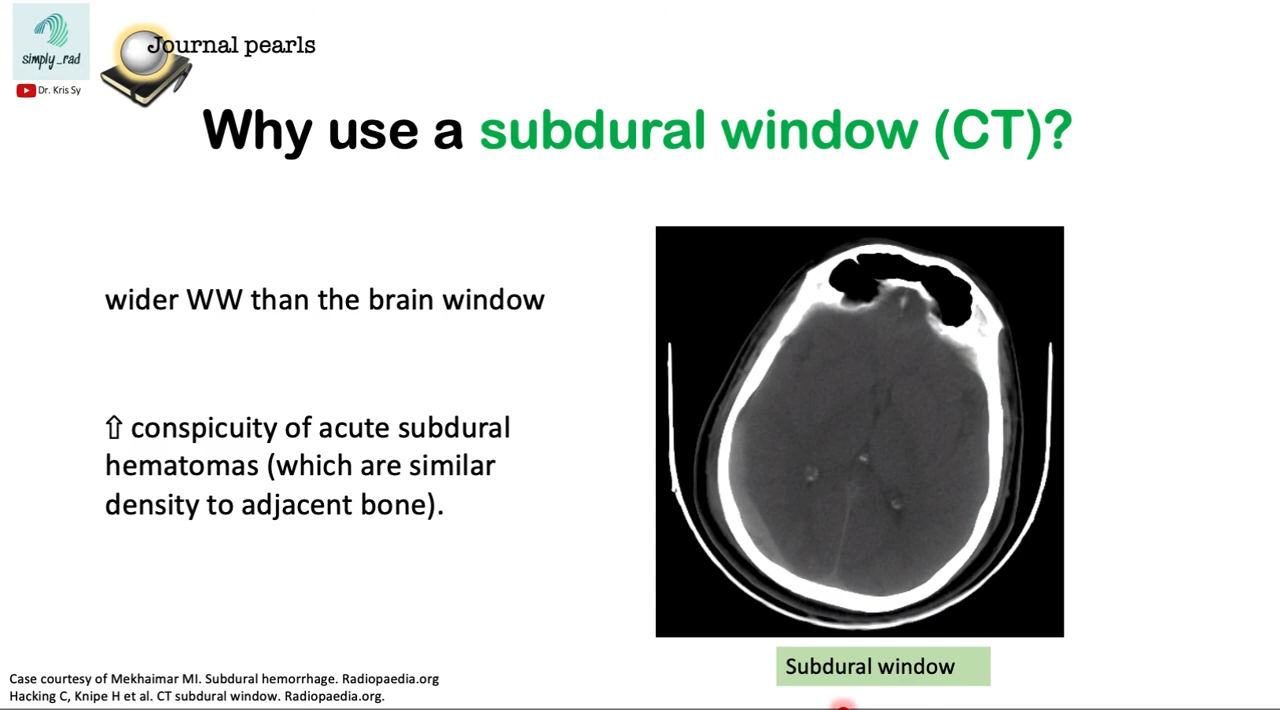 simply_rad
Dr. Kris Sy
Journal pearls
Why use a subdural window (CT)?
wider WW than the brain window
⇧ conspicuity of acute subdural
hematomas (which are similar
density to adjacent bone).
Subdural window
Case courtesy of Mekhaimar MI. Subdural hemorrhage. Radiopaedia.org
Hacking C, Knipe H et al. CT subdural window. Radiopaedia.org.